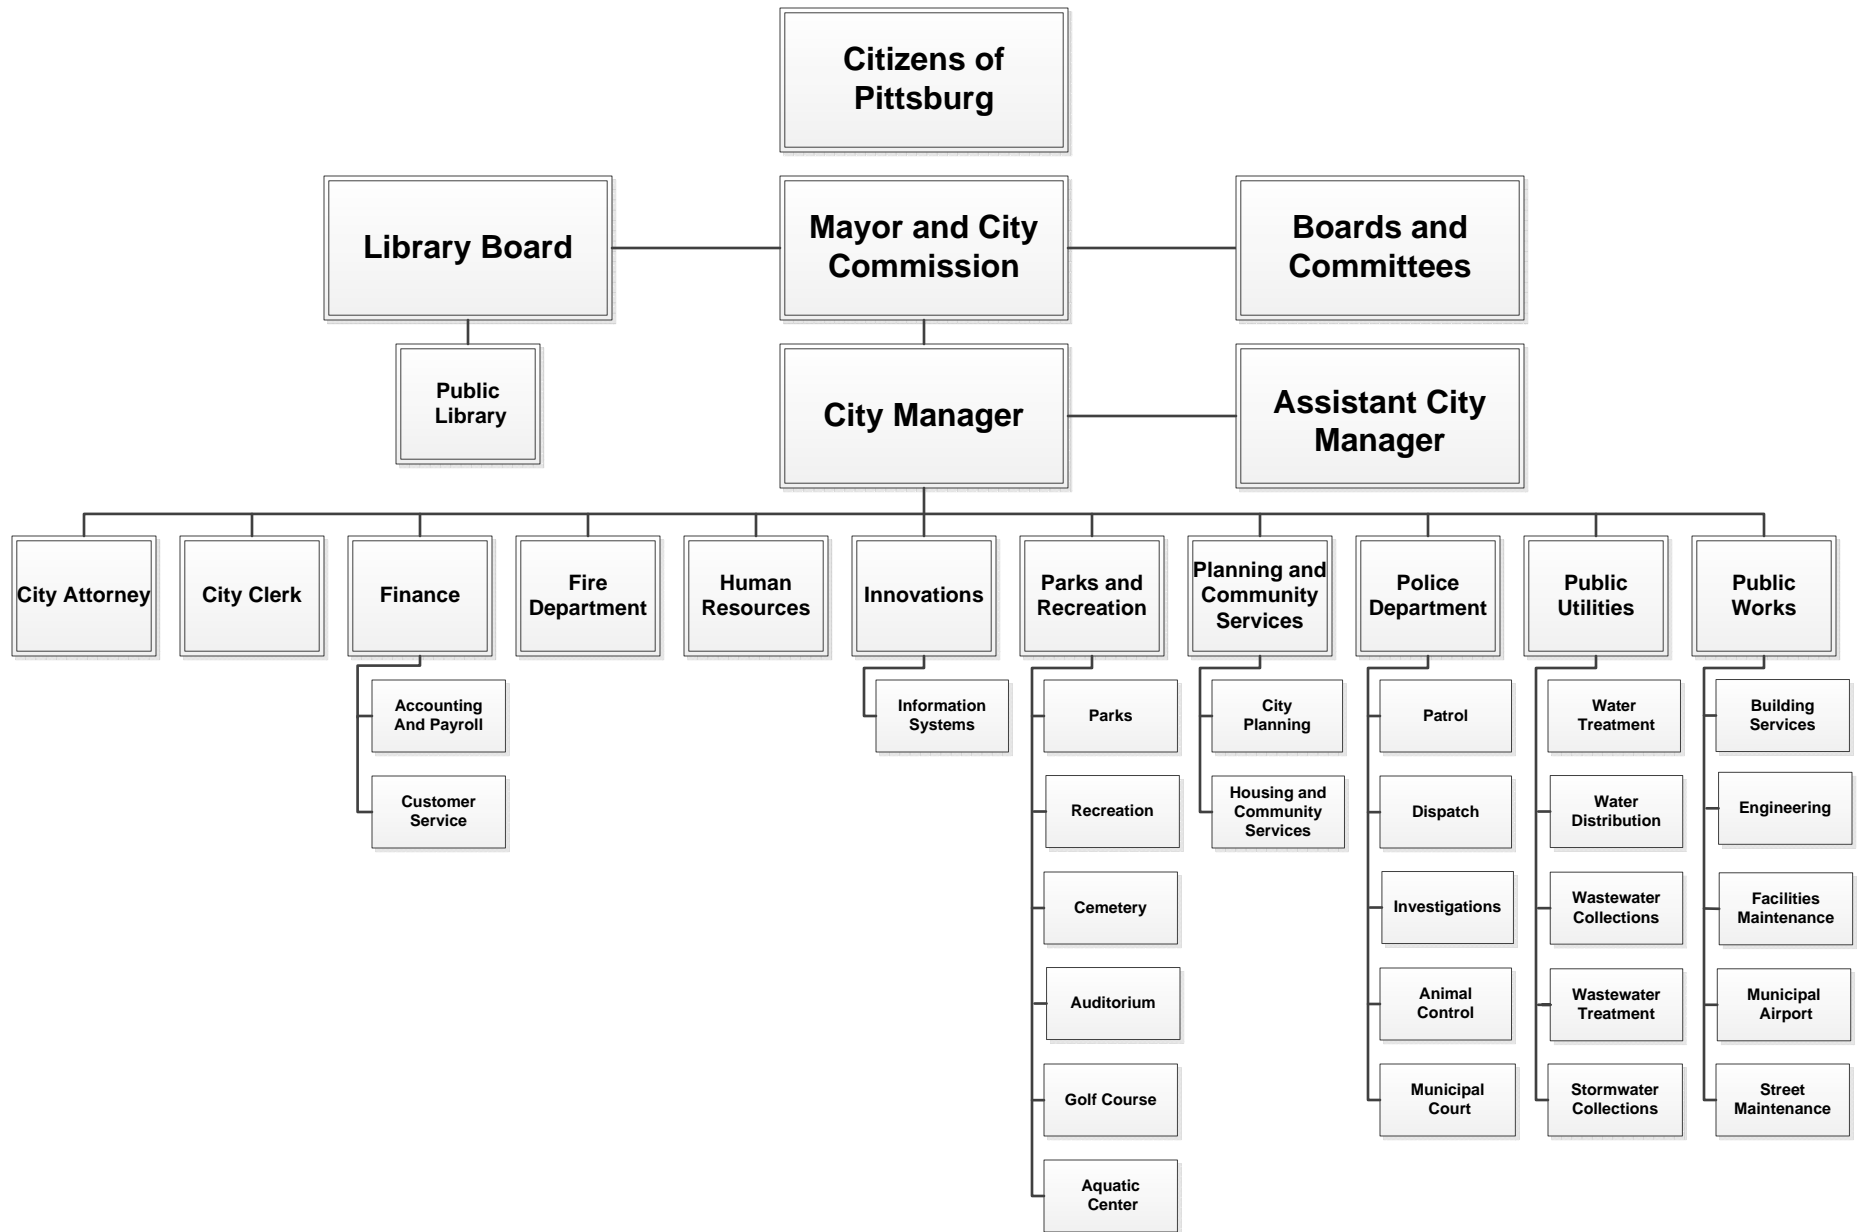 Citizens of
Pittsburg
Library Board
Mayor and City
Commission
Boards and
Committees
Public
Library
City Manager
Assistant City
Manager
City Attorney
City Clerk
Finance
Fire
Department
Human
Resources
Innovations
Parks and
Recreation
Planning and
Community
Services
Police
Department
Public
Utilities
Public
Works
Accounting
And Payroll
Customer
Service
Information
Systems
Parks
Recreation
Cemetery
Auditorium
Golf Course
Aquatic
Center
City
Planning
Housing and
Community
Services
Patrol
Dispatch
Investigations
Animal
Control
Municipal
Court
Water
Treatment
Water
Distribution
Wastewater
Collections
Wastewater
Treatment
Stormwater
Collections
Building
Services
Engineering
Facilities
Maintenance
Municipal
Airport
Street
Maintenance